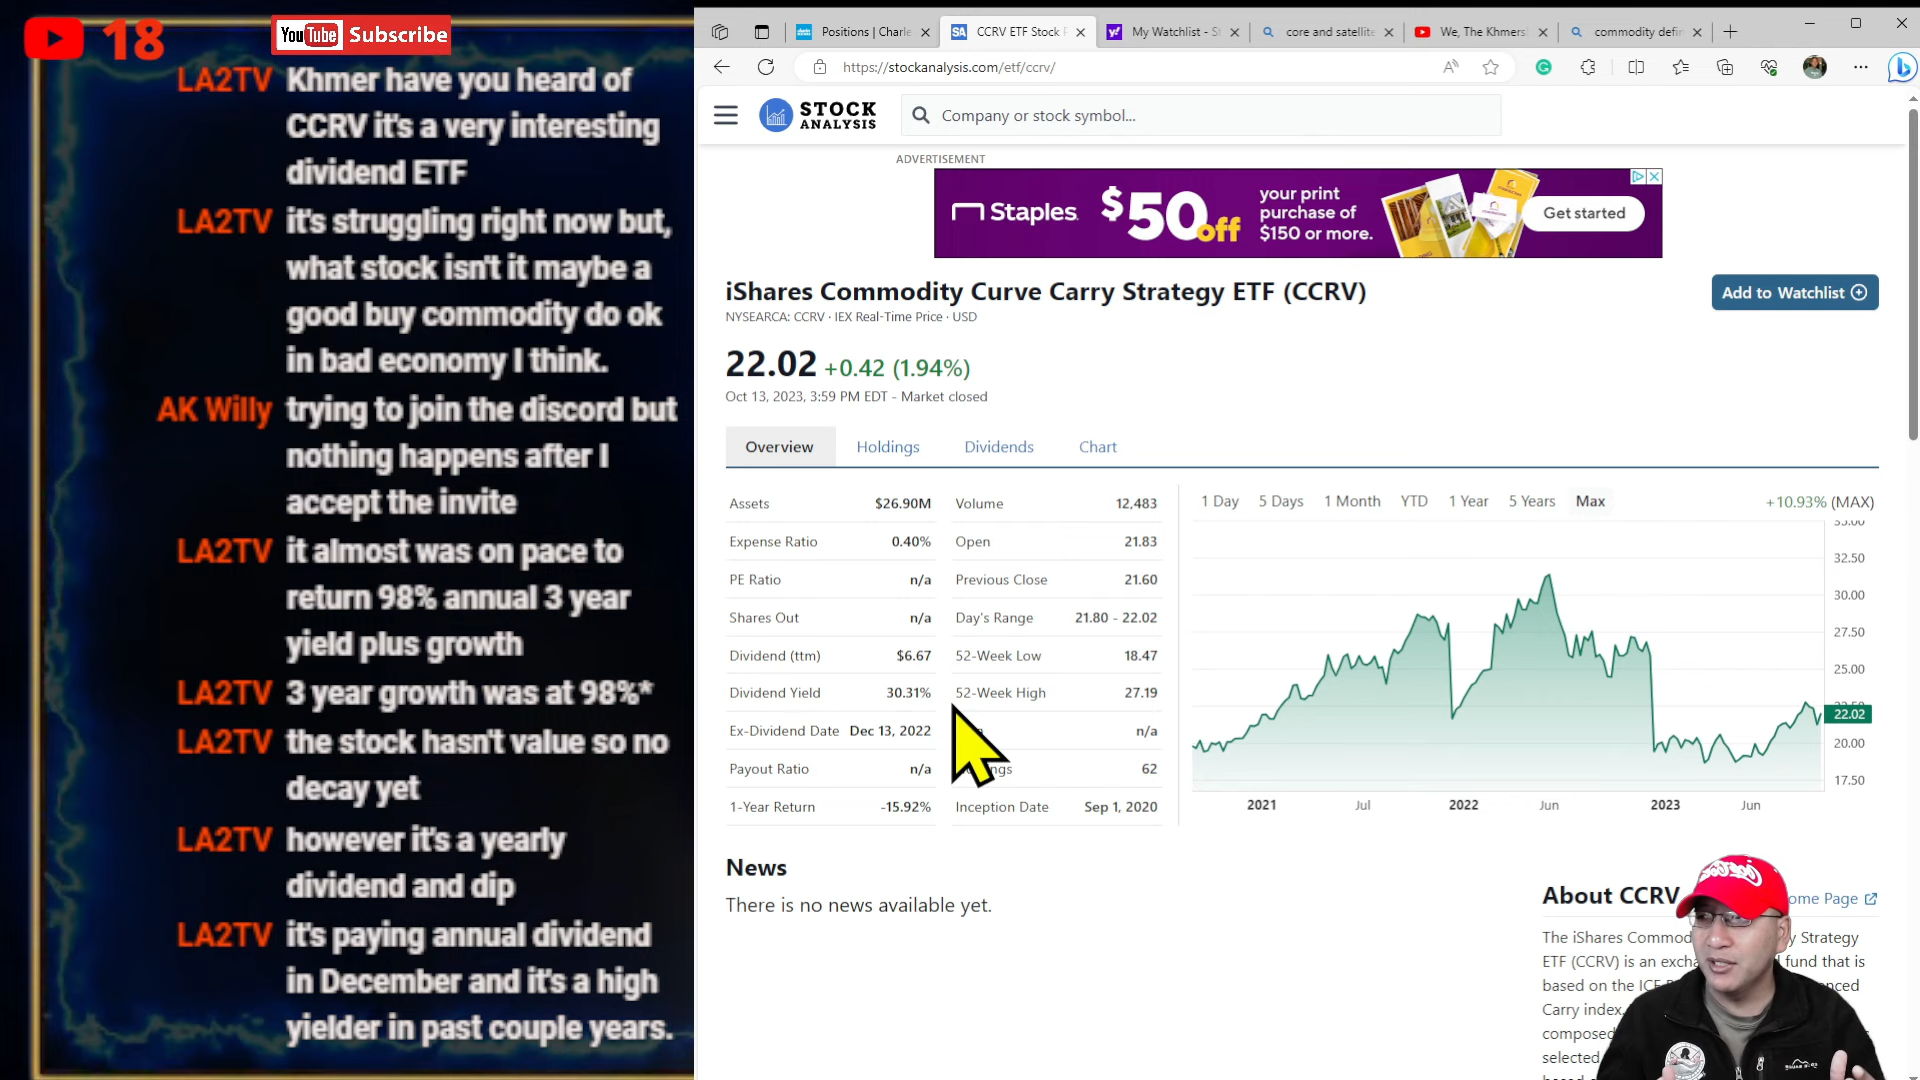 18
YouTube Subscribe
LA2TV Khmer have you heard of
CCRV it's a very interesting
dividend ETF
LA2TV it's struggling right now but,
what stock isn't it maybe a
good buy commodity do ok
in bad economy I think.
AK Willy trying to join the discord but
nothing happens after I
accept the invite
LA2TV it almost was on pace to
return 98% annual 3 year
yield plus growth
LA2TV 3 year growth was at 98%*
LA2TV the stock hasn't value so no
decay yet
LA2TV however it's a yearly
dividend and dip
LA2TV it's paying annual dividend
in December and it's a high
yielder in past couple years.
Positions | Charle
SA CCRV ETF Stock
My Watchlist - S
core and satellite
We, The Khmers
commodity defin
https://stockanalysis.com/etf/ccrv/
STOCK
ANALYSIS
Company or stock symbol...
ADVERTISEMENT
Staples
$50 off
your print
purchase of
$150 or more.
Get started
iShares Commodity Curve Carry Strategy ETF (CCRV)
Add to Watchlist
NYSEARCA: CCRV · IEX Real-Time Price · USD
22.02 +0.42 (1.94%)
Oct 13, 2023, 3:59 PM EDT - Market closed
Overview Holdings Dividends Chart
Assets $26.90M Volume 12,483
Expense Ratio 0.40% Open 21.83
PE Ratio n/a Previous Close 21.60
Shares Out n/a Day's Range 21.80 - 22.02
Dividend (ttm) $6.67 52-Week Low 18.47
Dividend Yield 30.31% 52-Week High 27.19
Ex-Dividend Date Dec 13, 2022 n/a
Payout Ratio n/a 62
1-Year Return -15.92% Inception Date Sep 1, 2020
1 Day 5 Days 1 Month YTD 1 Year 5 Years Max
+10.93% (MAX)
35.00
32.50
30.00
27.50
25.00
22.02
20.00
17.50
2021 Jul 2022 Jun 2023 Jun
News
There is no news available yet.
About CCRV
ome Page
The iShares Commod y Strategy
ETF (CCRV) is an excha fund that is
based on the ICE nced
Carry index.
composed
selected